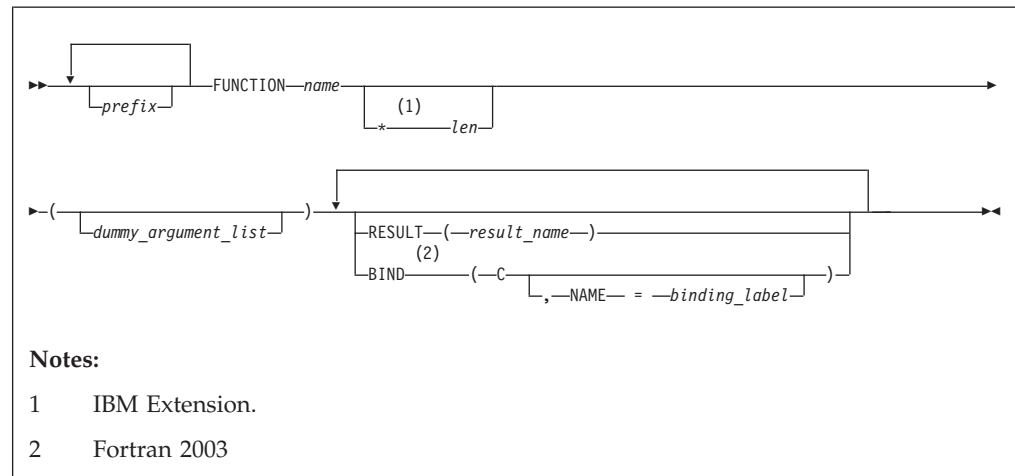 FUNCTION name
prefix
(1)
* len
( )
dummy_argument_list
RESULT ( result_name )
(2)
BIND ( C )
, NAME = binding_label
Notes:
1 IBM Extension.
2 Fortran 2003